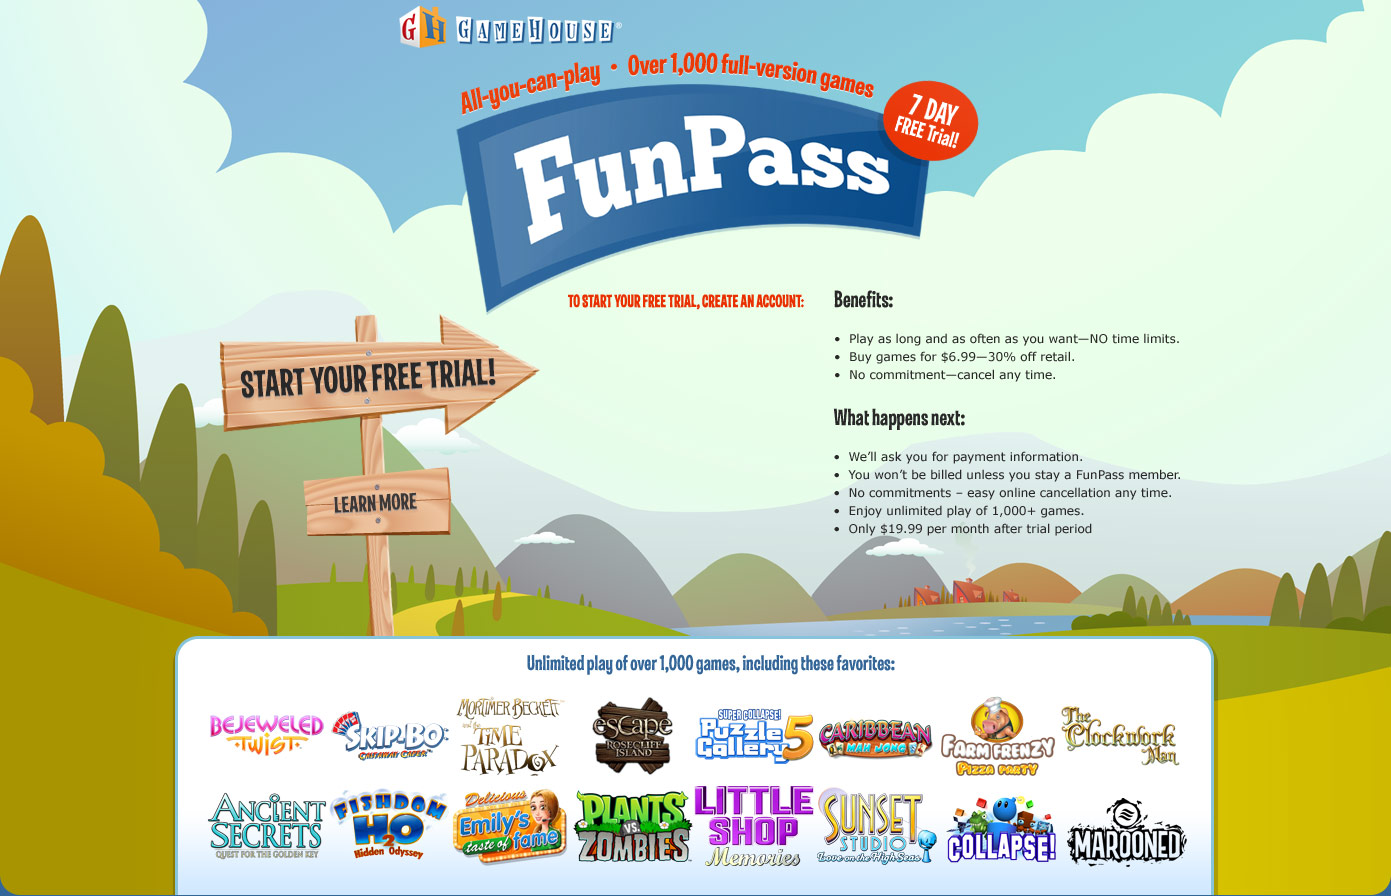 GH GAMEHOUSE®
All-you-can-play • Over 1,000 full-version games
7 DAY
FREE Trial!
FunPass
TO START YOUR FREE TRIAL, CREATE AN ACCOUNT:
START YOUR FREE TRIAL!
LEARN MORE
Benefits:
• Play as long and as often as you want—NO time limits.
• Buy games for $6.99—30% off retail.
• No commitment—cancel any time.
What happens next:
• We'll ask you for payment information.
• You won't be billed unless you stay a FunPass member.
• No commitments – easy online cancellation any time.
• Enjoy unlimited play of 1,000+ games.
• Only $19.99 per month after trial period
Unlimited play of over 1,000 games, including these favorites:
BEJEWELED
TWIST
SKIP-BO
CASTAWAY CAPER
MORTIMER BECKETT
and the
TIME
PARADOX
escape
ROSECLIFF
ISLAND
SUPER COLLAPSE!
Puzzle
Gallery 5
CARIBBEAN
MAH JONG
FARM FRENZY
PIZZA PARTY
The
Clockwork
Man
ANCIENT
SECRETS
QUEST FOR THE GOLDEN KEY
FISHDOM
H2O
Hidden Odyssey
Delicious
Emily's
taste of fame
PLANTS
VS.
ZOMBIES
LITTLE
SHOP
Memories
SUNSET
STUDIO
Love on the High Seas
COLLAPSE!
MAROONED